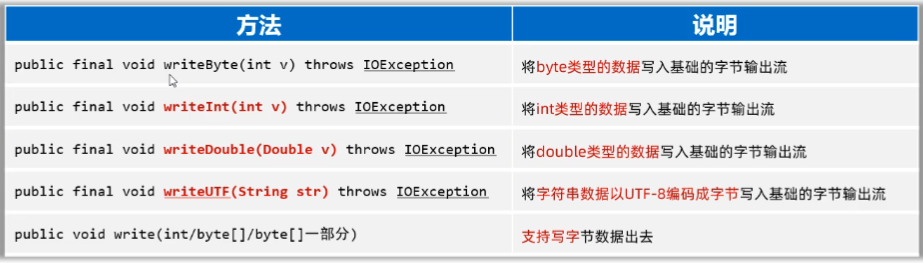 方法 说明
public final void writeByte(int v) throws IOException 将byte类型的数据写入基础的字节输出流
public final void writeInt(int v) throws IOException 将int类型的数据写入基础的字节输出流
public final void writeDouble(Double v) throws IOException 将double类型的数据写入基础的字节输出流
public final void writeUTF(String str) throws IOException 将字符串数据以UTF-8编码成字节写入基础的字节输出流
public void write(int/byte[]/byte[]一部分) 支持写字节数据出去